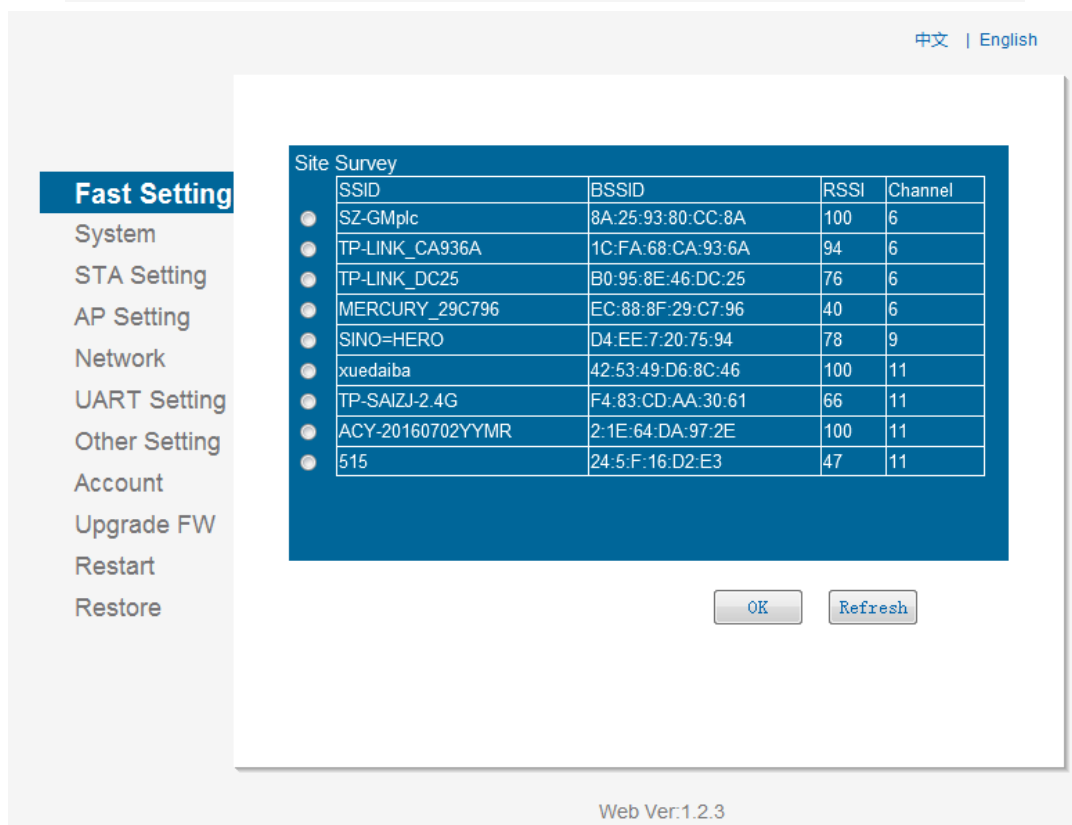 中文 | English
Fast Setting
System
STA Setting
AP Setting
Network
UART Setting
Other Setting
Account
Upgrade FW
Restart
Restore
Site Survey
SSID BSSID RSSI Channel
SZ-GMplc 8A:25:93:80:CC:8A 100 6
TP-LINK_CA936A 1C:FA:68:CA:93:6A 94 6
TP-LINK_DC25 B0:95:8E:46:DC:25 76 6
MERCURY_29C796 EC:88:8F:29:C7:96 40 6
SINO=HERO D4:EE:7:20:75:94 78 9
xuedaiba 42:53:49:D6:8C:46 100 11
TP-SAIZJ-2.4G F4:83:CD:AA:30:61 66 11
ACY-20160702YYMR 2:1E:64:DA:97:2E 100 11
515 24:5:F:16:D2:E3 47 11
OK Refresh
Web Ver:1.2.3